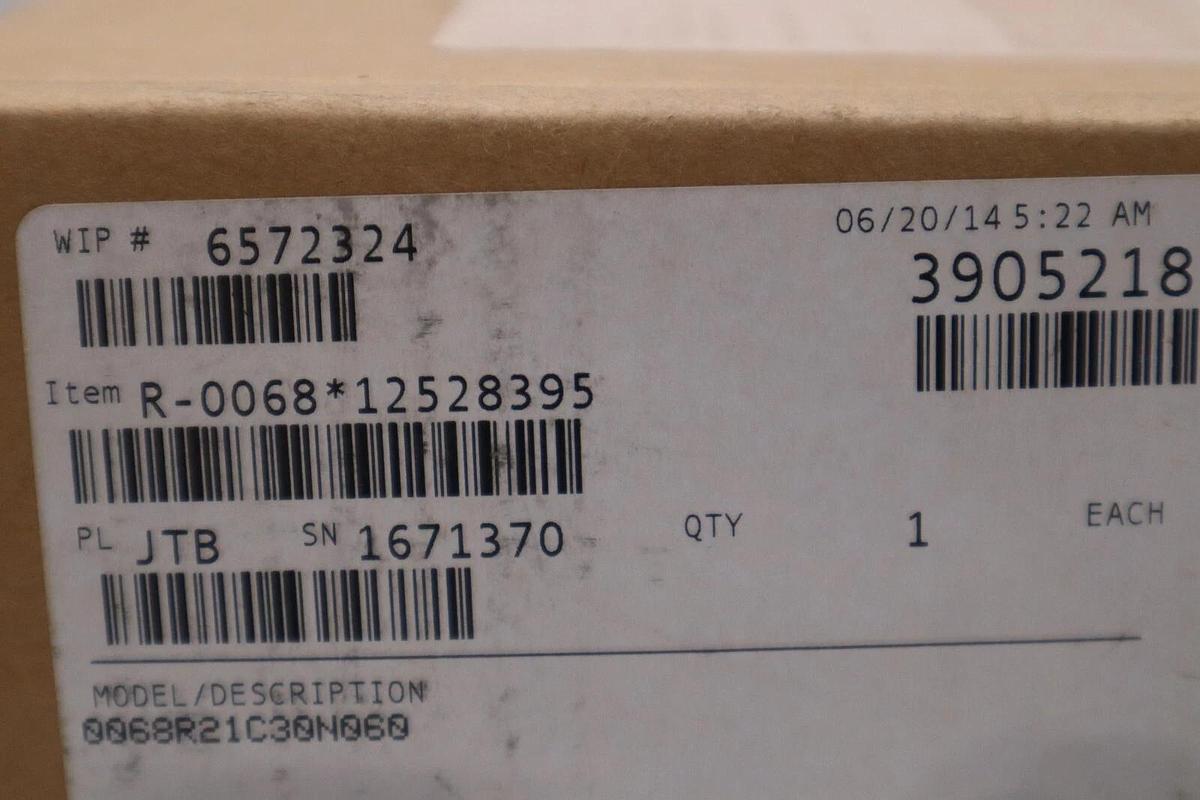 WIP # 6572324
06/20/14 5:22 AM
3905218
Item R-0068*12528395
PL JTB SN 1671370 QTY 1 EACH
MODEL/DESCRIPTION
0068R21C30N060